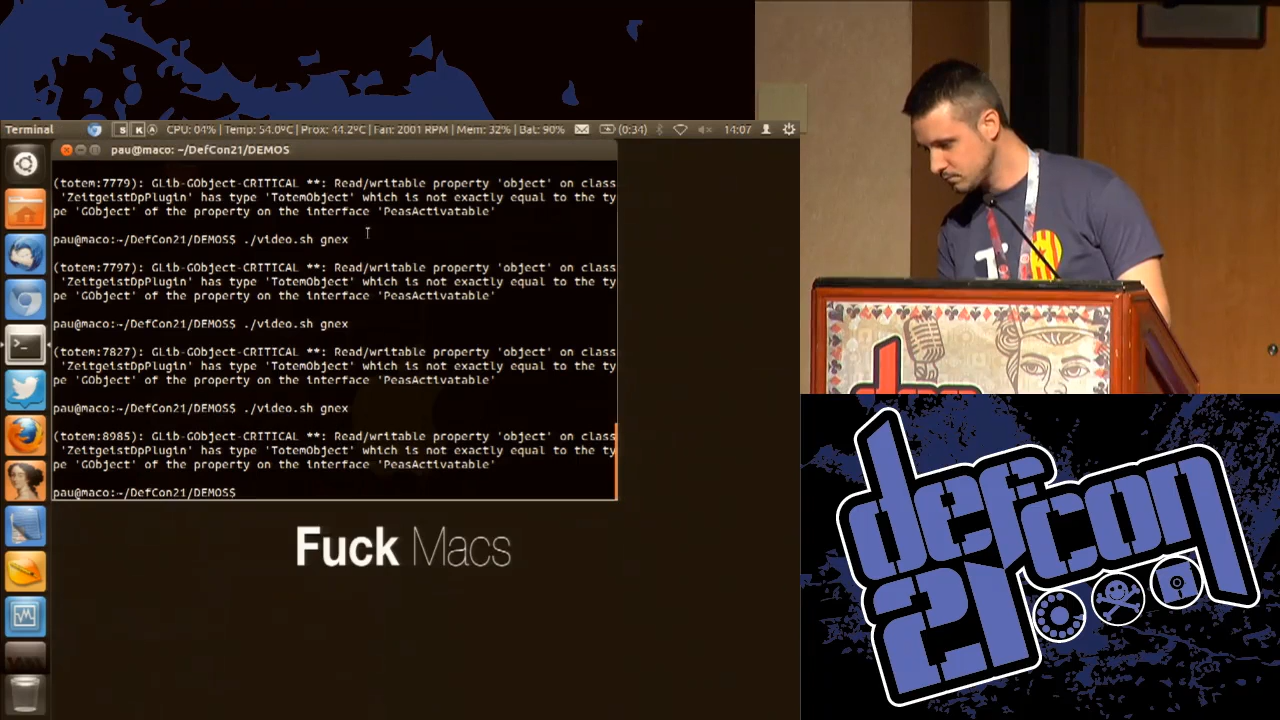 Terminal
S K A CPU: 04% | Temp: 54.0ºC | Prox: 44.2ºC | Fan: 2001 RPM | Mem: 32% | Bat: 90% (0:34) 14:07
pau@maco: ~/DefCon21/DEMOS
(totem:7779): GLib-GObject-CRITICAL **: Read/writable property 'object' on class
'ZeitgeistDpPlugin' has type 'TotemObject' which is not exactly equal to the ty
pe 'GObject' of the property on the interface 'PeasActivatable'
pau@maco:~/DefCon21/DEMOS$ ./video.sh gnex
(totem:7797): GLib-GObject-CRITICAL **: Read/writable property 'object' on class
'ZeitgeistDpPlugin' has type 'TotemObject' which is not exactly equal to the ty
pe 'GObject' of the property on the interface 'PeasActivatable'
pau@maco:~/DefCon21/DEMOS$ ./video.sh gnex
(totem:7827): GLib-GObject-CRITICAL **: Read/writable property 'object' on class
'ZeitgeistDpPlugin' has type 'TotemObject' which is not exactly equal to the ty
pe 'GObject' of the property on the interface 'PeasActivatable'
pau@maco:~/DefCon21/DEMOS$ ./video.sh gnex
(totem:8985): GLib-GObject-CRITICAL **: Read/writable property 'object' on class
'ZeitgeistDpPlugin' has type 'TotemObject' which is not exactly equal to the ty
pe 'GObject' of the property on the interface 'PeasActivatable'
pau@maco:~/DefCon21/DEMOS$
Fuck Macs
defcon
21